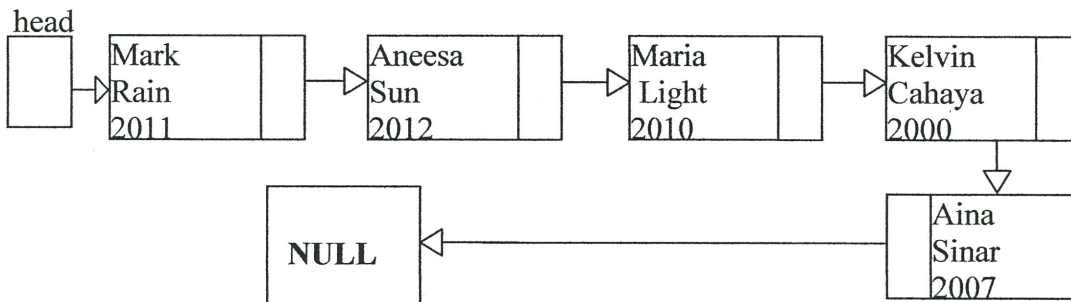 head
Mark
Rain
2011
Aneesa
Sun
2012
Maria
Light
2010
Kelvin
Cahaya
2000
Aina
Sinar
2007
NULL